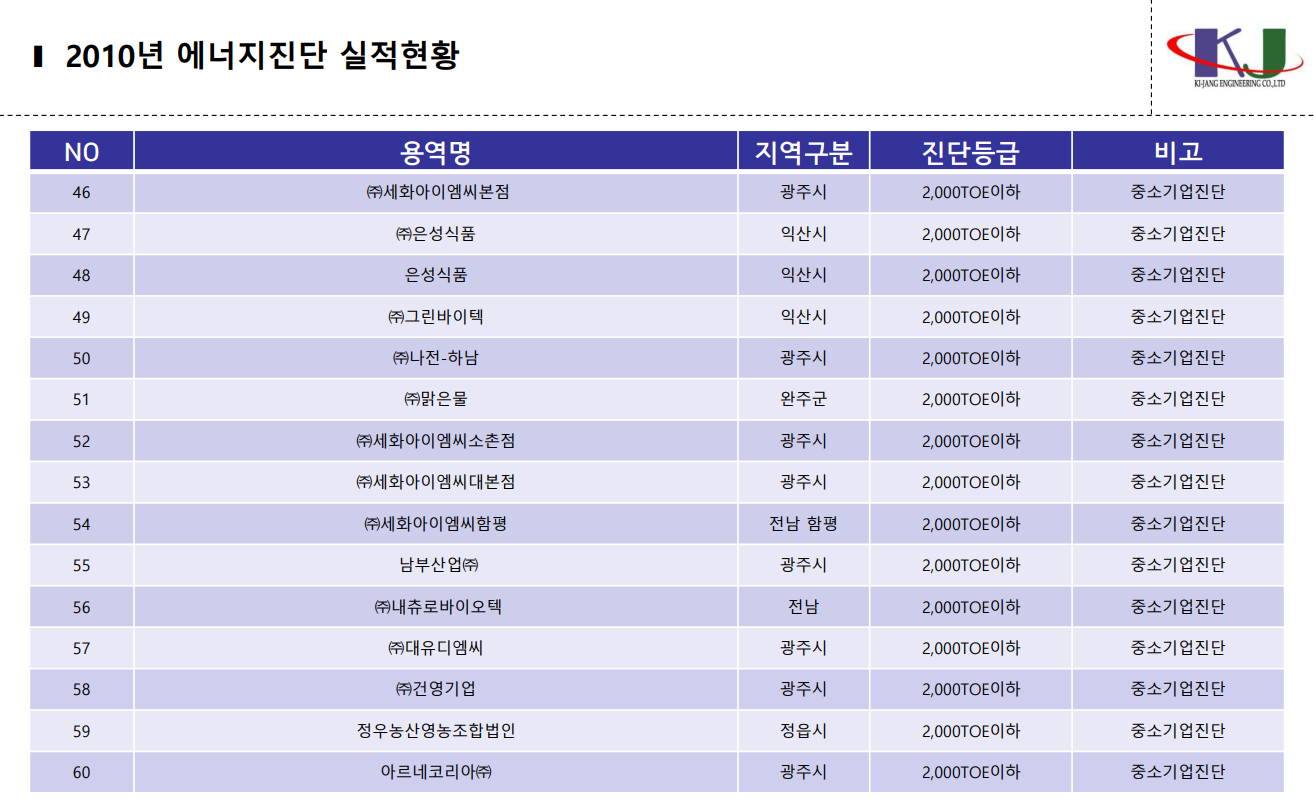 2010년 에너지진단 실적현황
KJ
KI-JANG ENGINEERING CO.,LTD
NO 용역명 지역구분 진단등급 비고
46 ㈜세화아이엠씨본점 광주시 2,000TOE이하 중소기업진단
47 ㈜은성식품 익산시 2,000TOE이하 중소기업진단
48 은성식품 익산시 2,000TOE이하 중소기업진단
49 ㈜그린바이텍 익산시 2,000TOE이하 중소기업진단
50 ㈜나전-하남 광주시 2,000TOE이하 중소기업진단
51 ㈜맑은물 완주군 2,000TOE이하 중소기업진단
52 ㈜세화아이엠씨소촌점 광주시 2,000TOE이하 중소기업진단
53 ㈜세화아이엠씨대본점 광주시 2,000TOE이하 중소기업진단
54 ㈜세화아이엠씨함평 전남 함평 2,000TOE이하 중소기업진단
55 남부산업㈜ 광주시 2,000TOE이하 중소기업진단
56 ㈜내츄로바이오텍 전남 2,000TOE이하 중소기업진단
57 ㈜대유디엠씨 광주시 2,000TOE이하 중소기업진단
58 ㈜건영기업 광주시 2,000TOE이하 중소기업진단
59 정우농산영농조합법인 정읍시 2,000TOE이하 중소기업진단
60 아르네코리아㈜ 광주시 2,000TOE이하 중소기업진단